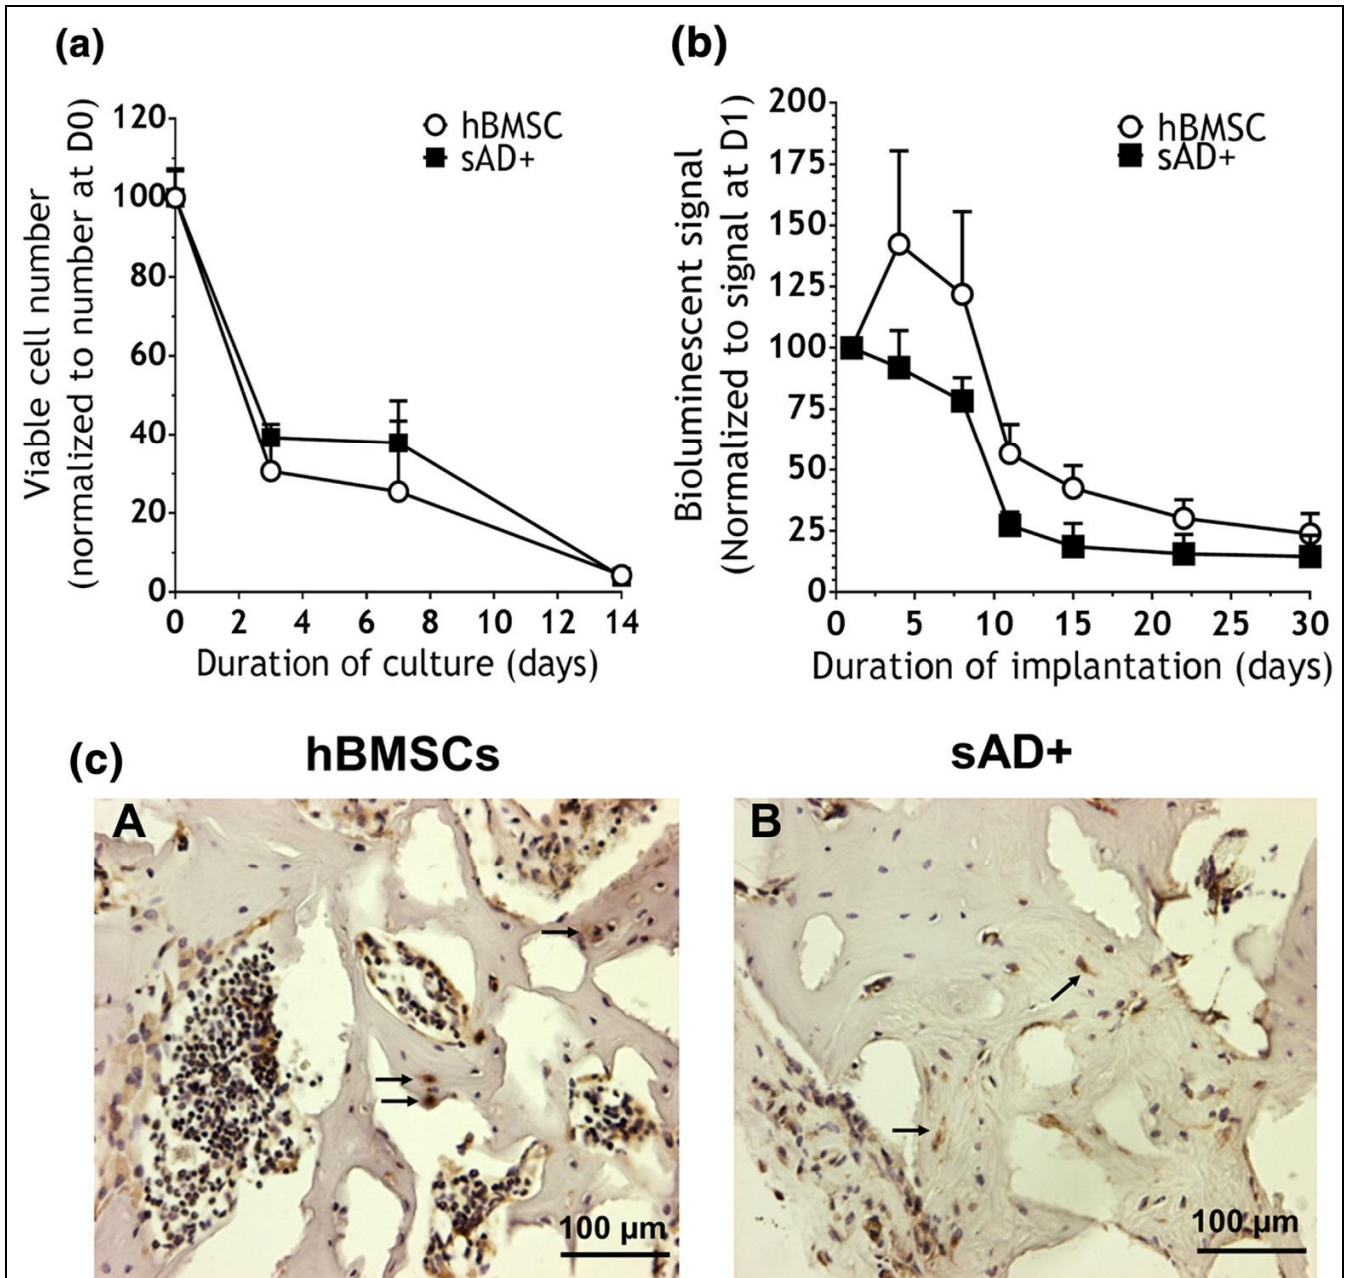 (a)
Viable cell number
(normalized to number at D0)
120
100
80
60
40
20
0
hBMSC
sAD+
0 2 4 6 8 10 12 14
Duration of culture (days)
(b)
Bioluminescent signal
(Normalized to signal at D1)
200
175
150
125
100
75
50
25
0
hBMSC
sAD+
0 5 10 15 20 25 30
Duration of implantation (days)
(c)
hBMSCs
sAD+
A
100 µm
B
100 µm